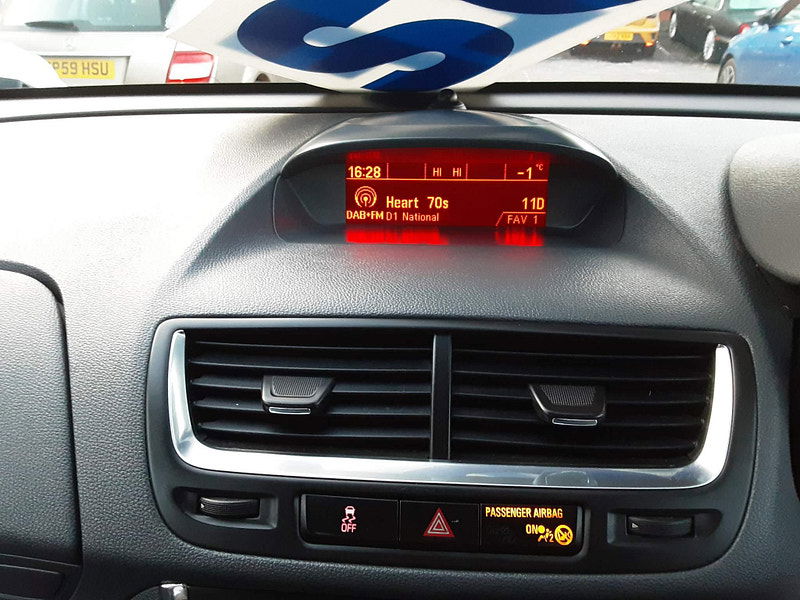 P59 HSU
S
16:28 HI HI -1 °C
Heart 70s 11D
DAB+FM D1 National FAV 1
PASSENGER AIRBAG
OFF ON 2